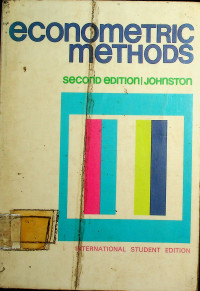 econometric
methods
second edition|Johnston
INTERNATIONAL STUDENT EDITION